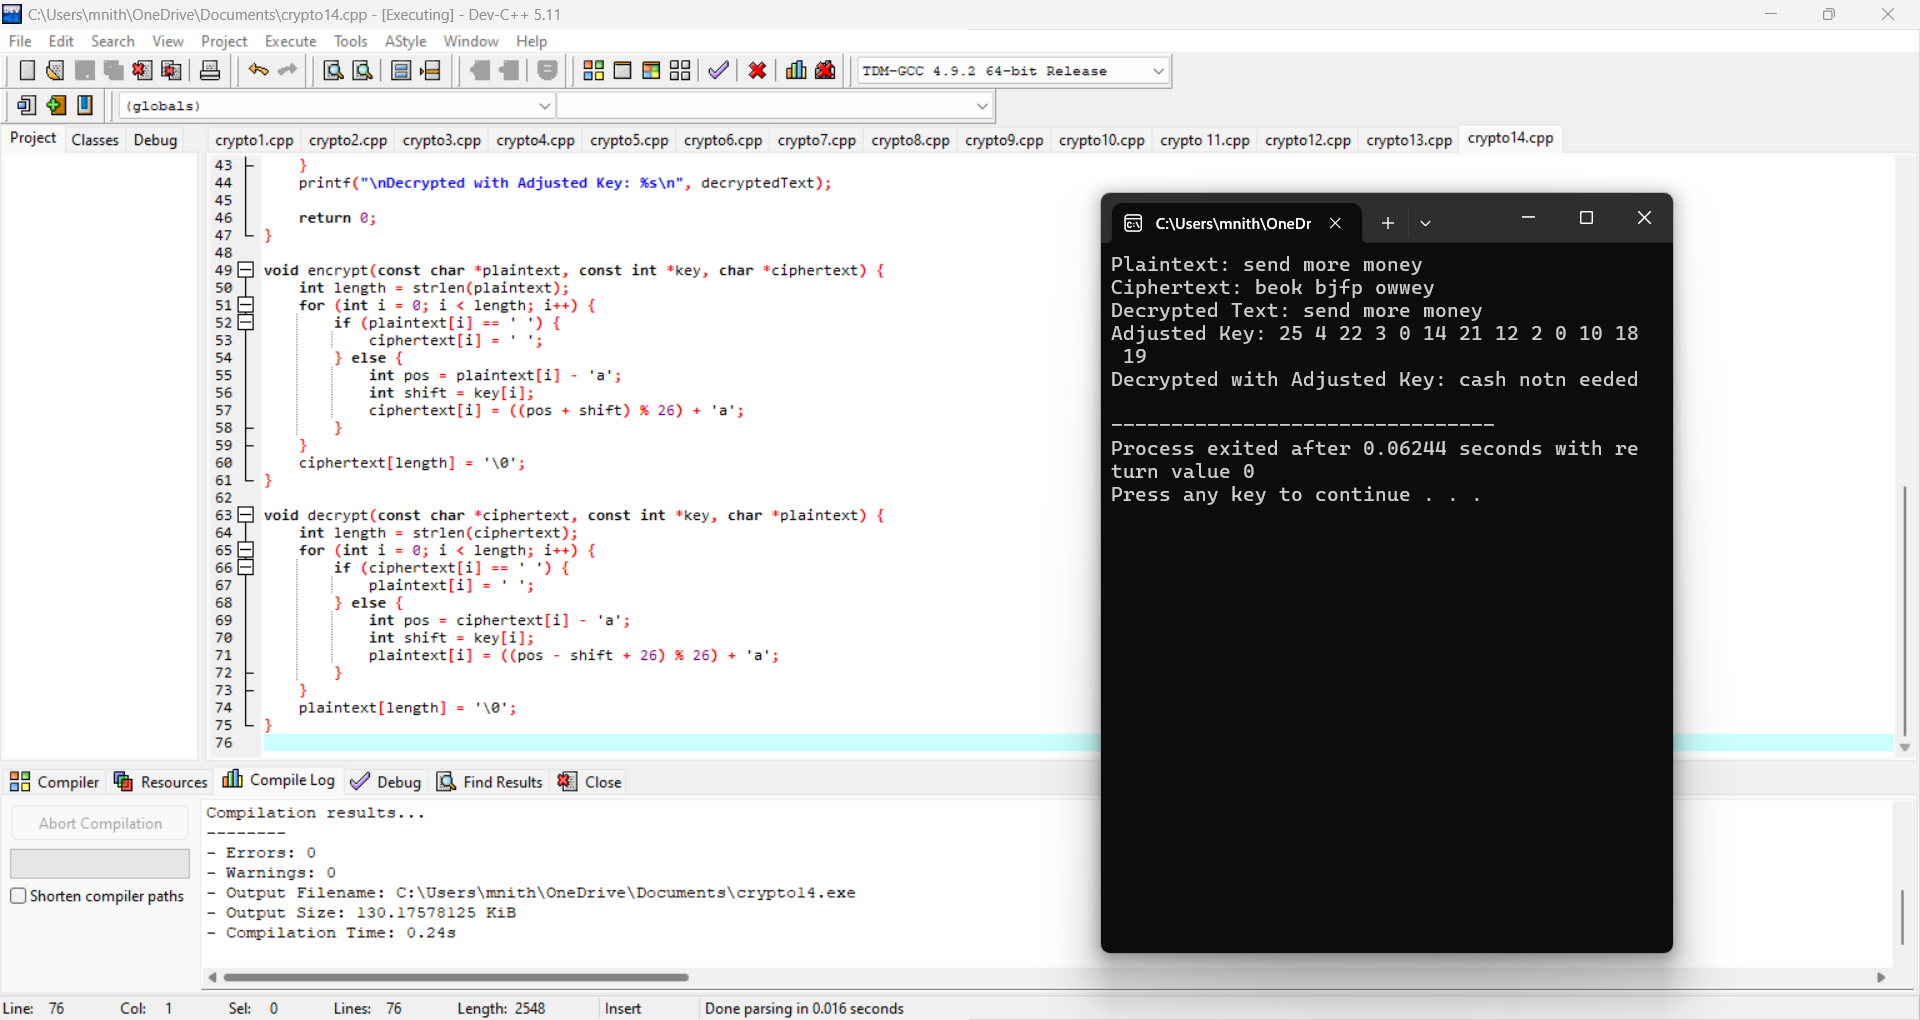 C:\Users\mnith\OneDrive\Documents\crypto14.cpp - [Executing] - Dev-C++ 5.11
File Edit Search View Project Execute Tools AStyle Window Help
TDM-GCC 4.9.2 64-bit Release
(globals)
Project Classes Debug
crypto1.cpp crypto2.cpp crypto3.cpp crypto4.cpp crypto5.cpp crypto6.cpp crypto7.cpp crypto8.cpp crypto9.cpp crypto10.cpp crypto 11.cpp crypto12.cpp crypto13.cpp crypto14.cpp
43 }
44 printf("\nDecrypted with Adjusted Key: %s\n", decryptedText);
45
46 return 0;
47 }
48
49 void encrypt(const char *plaintext, const int *key, char *ciphertext) {
50 int length = strlen(plaintext);
51 for (int i = 0; i < length; i++) {
52 if (plaintext[i] == ' ') {
53 ciphertext[i] = ' ';
54 } else {
55 int pos = plaintext[i] - 'a';
56 int shift = key[i];
57 ciphertext[i] = ((pos + shift) % 26) + 'a';
58 }
59 }
60 ciphertext[length] = '\0';
61 }
62
63 void decrypt(const char *ciphertext, const int *key, char *plaintext) {
64 int length = strlen(ciphertext);
65 for (int i = 0; i < length; i++) {
66 if (ciphertext[i] == ' ') {
67 plaintext[i] = ' ';
68 } else {
69 int pos = ciphertext[i] - 'a';
70 int shift = key[i];
71 plaintext[i] = ((pos - shift + 26) % 26) + 'a';
72 }
73 }
74 plaintext[length] = '\0';
75 }
76
C:\Users\mnith\OneDr
Plaintext: send more money
Ciphertext: beok bjfp owwey
Decrypted Text: send more money
Adjusted Key: 25 4 22 3 0 14 21 12 2 0 10 18
19
Decrypted with Adjusted Key: cash notn eeded
--------------------------------
Process exited after 0.06244 seconds with re
turn value 0
Press any key to continue . . .
Compiler Resources Compile Log Debug Find Results Close
Abort Compilation
Shorten compiler paths
Compilation results...
--------
- Errors: 0
- Warnings: 0
- Output Filename: C:\Users\mnith\OneDrive\Documents\crypto14.exe
- Output Size: 130.17578125 KiB
- Compilation Time: 0.24s
Line: 76 Col: 1 Sel: 0 Lines: 76 Length: 2548 Insert Done parsing in 0.016 seconds